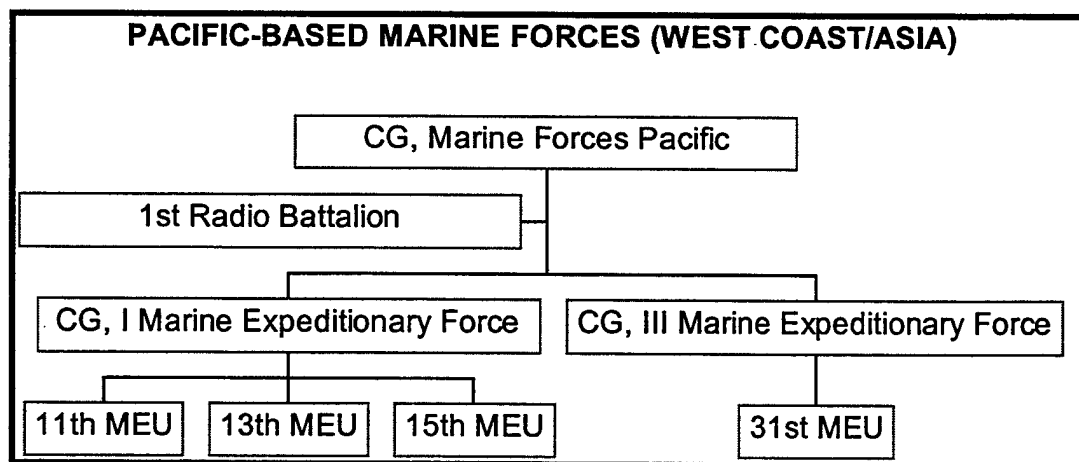 PACIFIC-BASED MARINE FORCES (WEST COAST/ASIA)
CG, Marine Forces Pacific
1st Radio Battalion
CG, I Marine Expeditionary Force
CG, III Marine Expeditionary Force
11th MEU
13th MEU
15th MEU
31st MEU